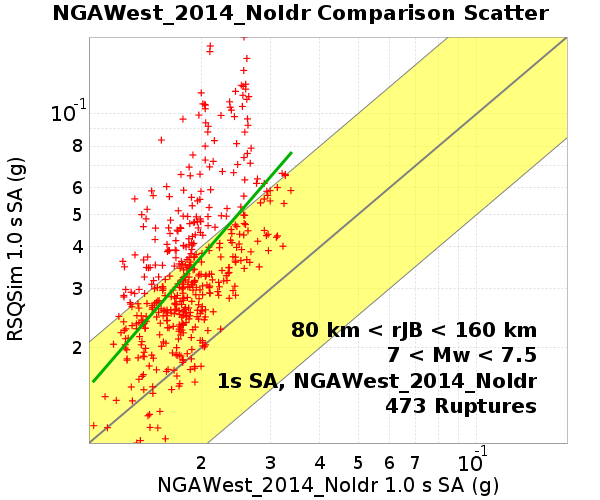 NGAWest_2014_NoIdr Comparison Scatter
RSQSim 1.0 s SA (g)
10-1
8
6
5
4
3
2
80 km < rJB < 160 km
7 < Mw < 7.5
1s SA, NGAWest_2014_NoIdr
473 Ruptures
2 3 4 5 6 7 10-1
NGAWest_2014_NoIdr 1.0 s SA (g)